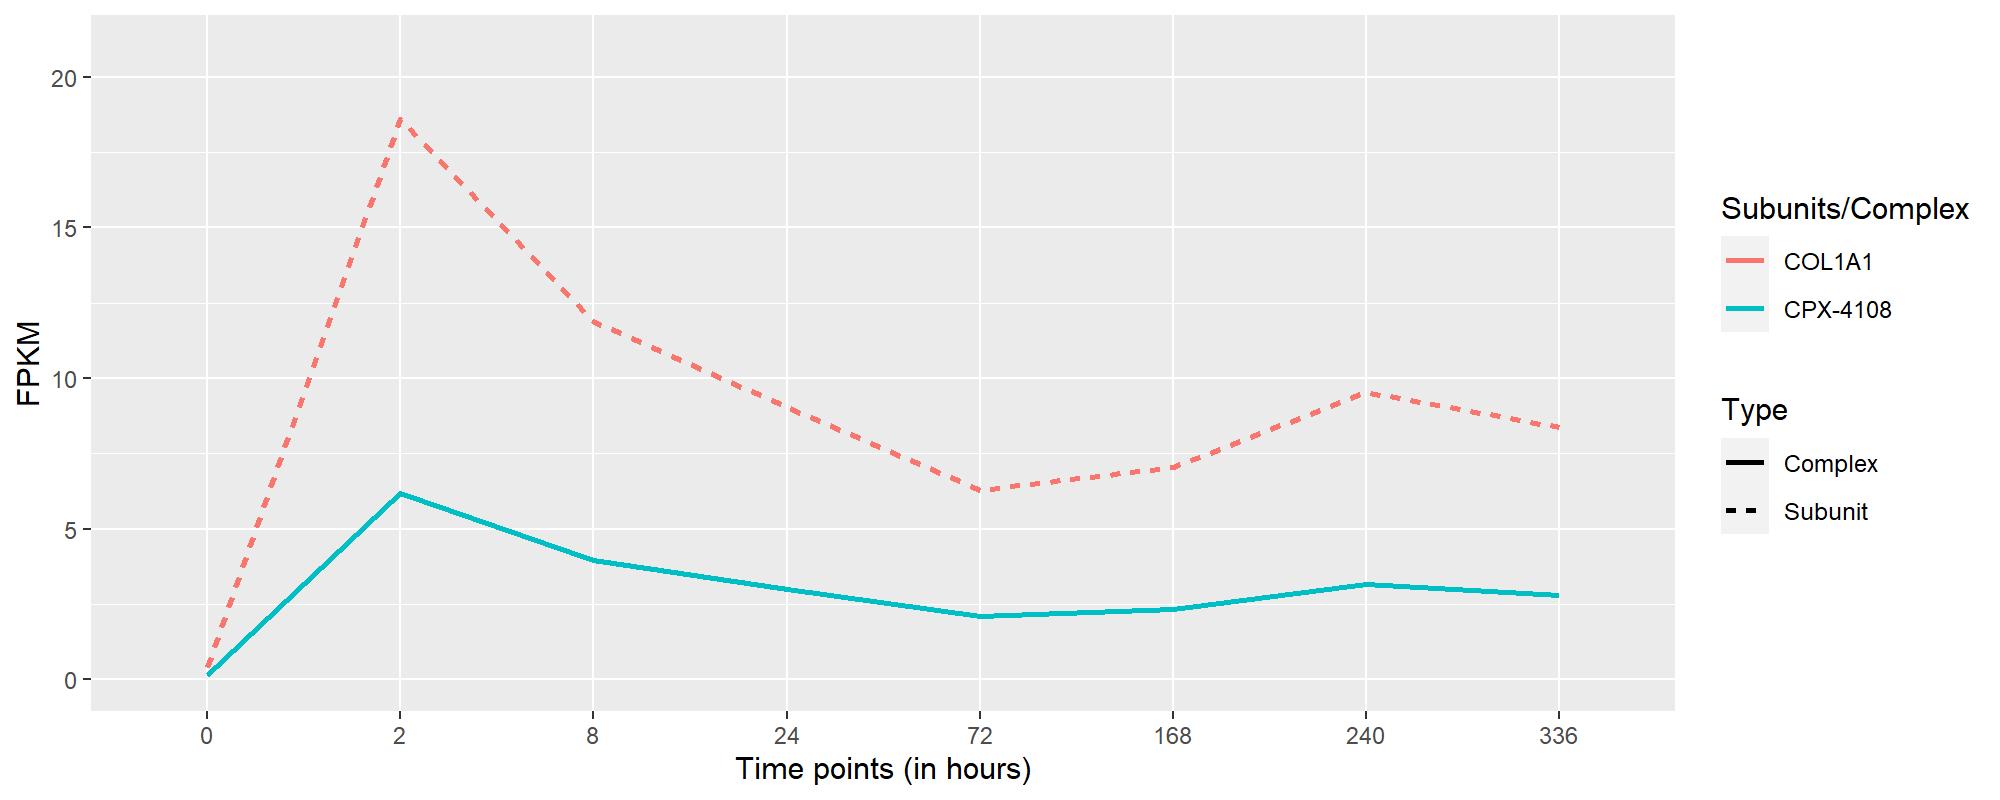 FPKM
20
15
10
5
0
0 2 8 24 72 168 240 336
Time points (in hours)
Subunits/Complex
COL1A1
CPX-4108
Type
Complex
Subunit